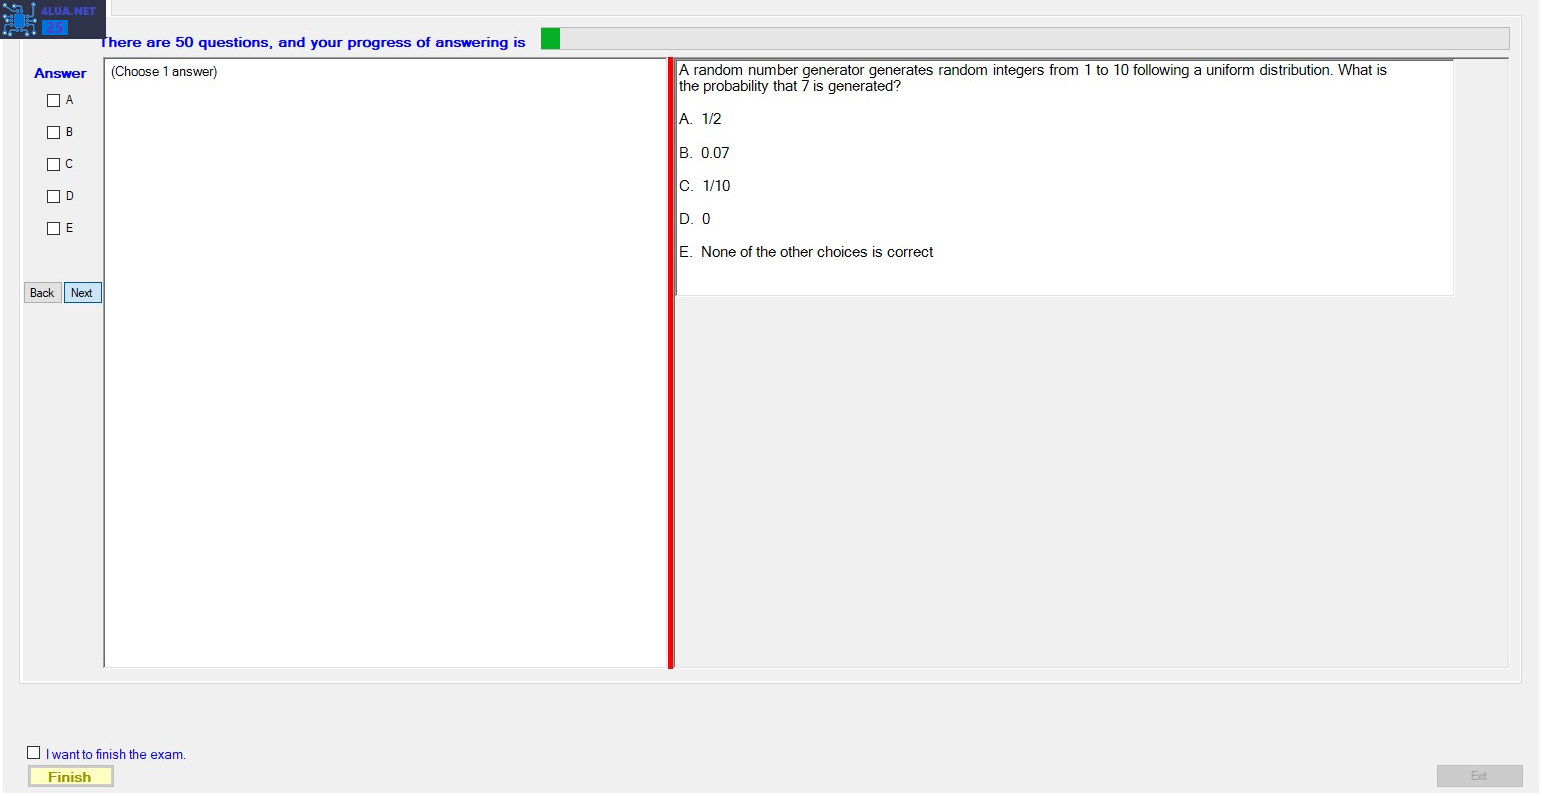 4LUA.NET
25
There are 50 questions, and your progress of answering is
Answer
(Choose 1 answer)
A
B
C
D
E
Back
Next
A random number generator generates random integers from 1 to 10 following a uniform distribution. What is
the probability that 7 is generated?
A. 1/2
B. 0.07
C. 1/10
D. 0
E. None of the other choices is correct
I want to finish the exam.
Finish
Exit